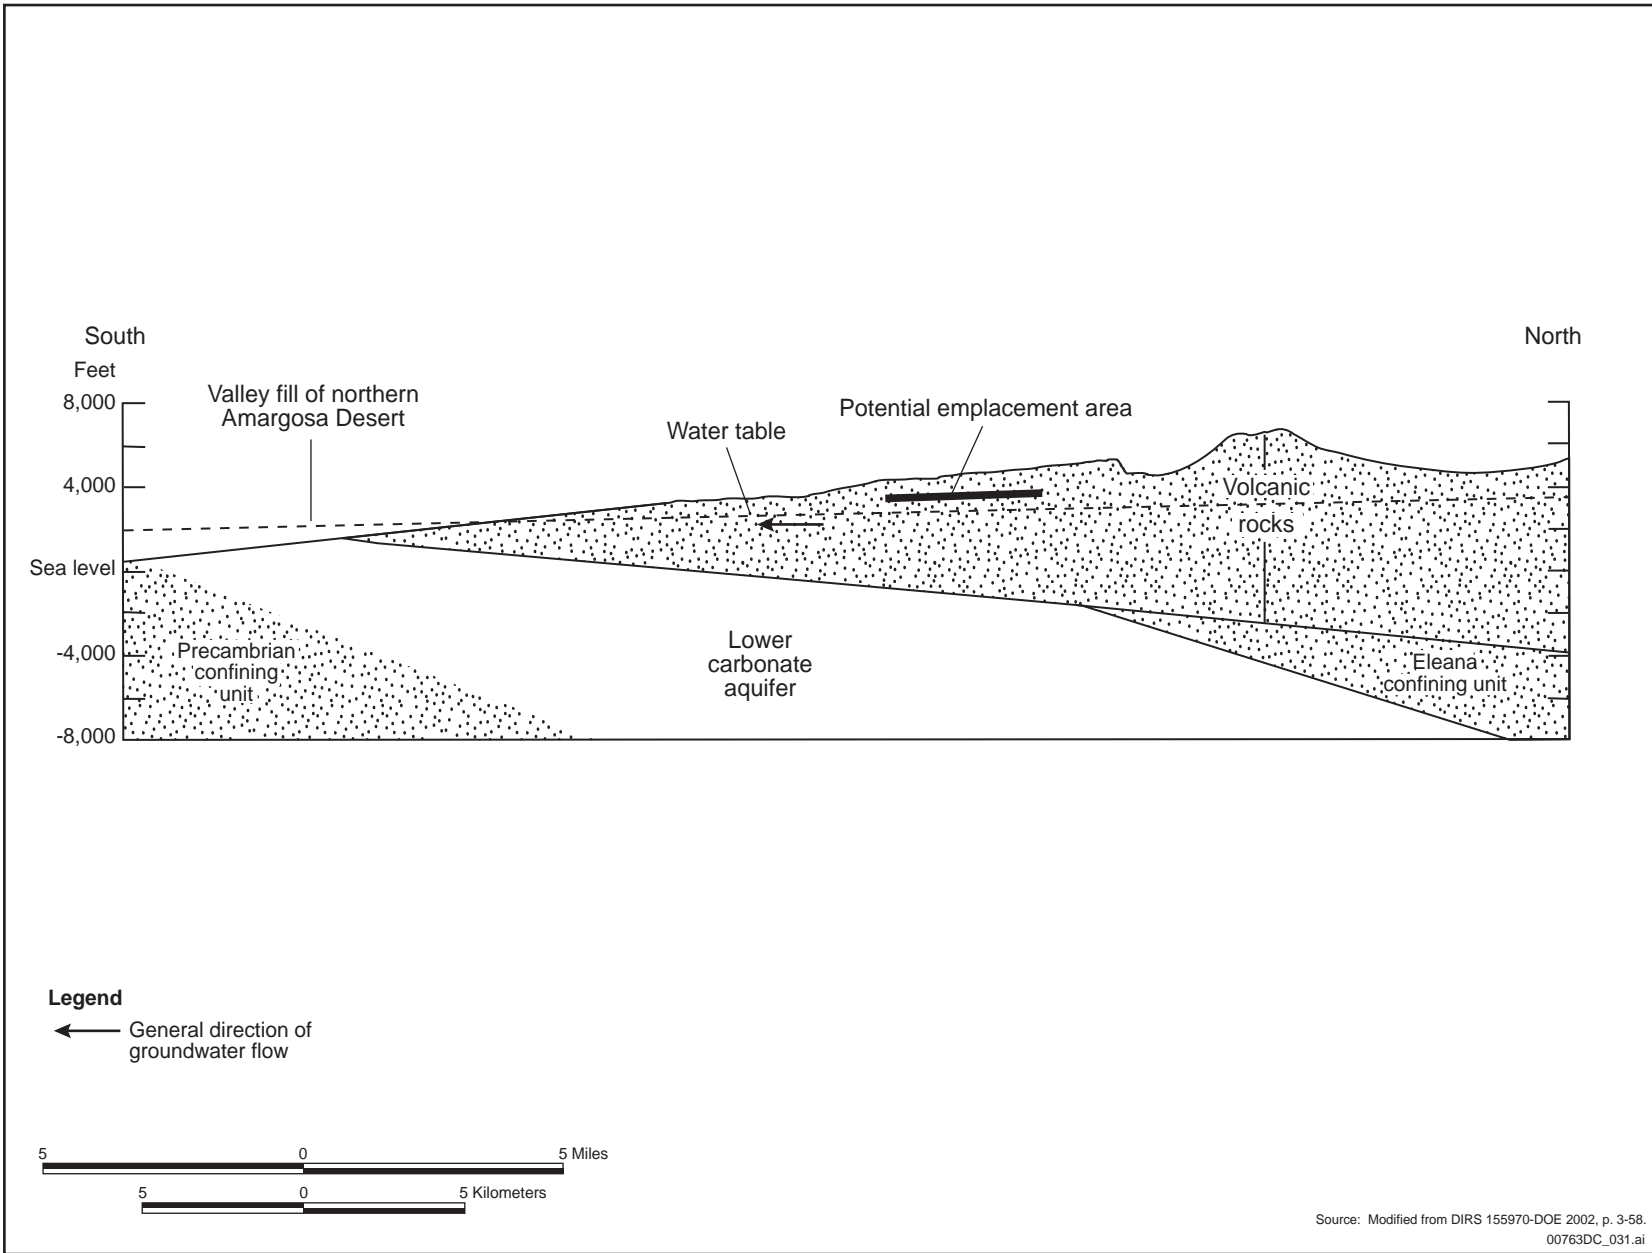 South
North
Feet
8,000
4,000
Sea level
-4,000
-8,000
Valley fill of northern
Amargosa Desert
Water table
Potential emplacement area
Volcanic
rocks
Precambrian
confining
unit
Lower
carbonate
aquifer
Eleana
confining unit
Legend
General direction of
groundwater flow
5 0 5 Miles
5 0 5 Kilometers
Source: Modified from DIRS 155970-DOE 2002, p. 3-58.
00763DC_031.ai